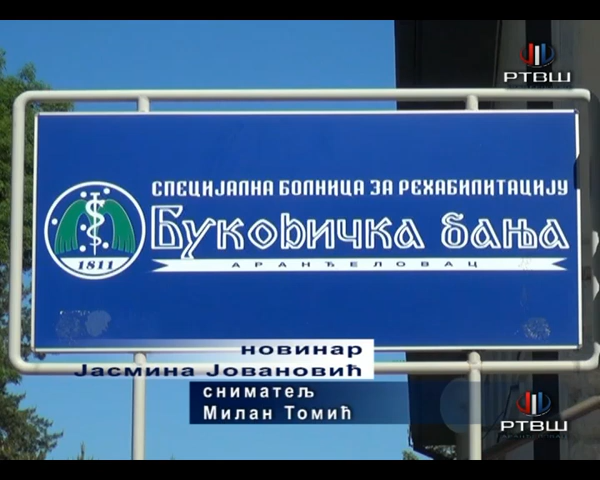 РТВШ
СПЕЦИЈАЛНА БОЛНИЦА ЗА РЕХАБИЛИТАЦИЈУ
Буковичка бања
АРАНЂЕЛОВАЦ
1811
новинар
Јасмина Јовановић
сниматељ
Милан Томић
РТВШ